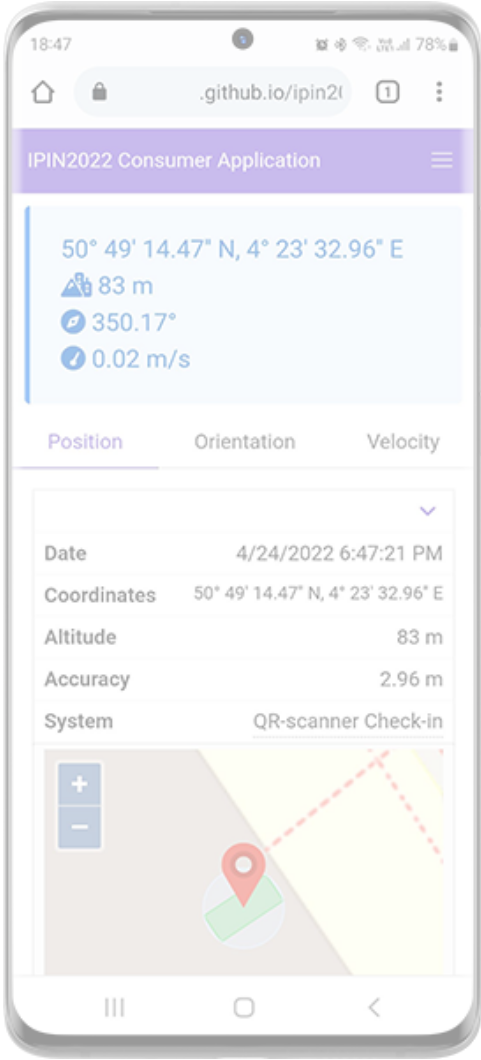 18:47
78%
.github.io/ipin20
1
IPIN2022 Consumer Application
50° 49' 14.47" N, 4° 23' 32.96" E
83 m
350.17°
0.02 m/s
Position Orientation Velocity
Date 4/24/2022 6:47:21 PM
Coordinates 50° 49' 14.47" N, 4° 23' 32.96" E
Altitude 83 m
Accuracy 2.96 m
System QR-scanner Check-in
+
−